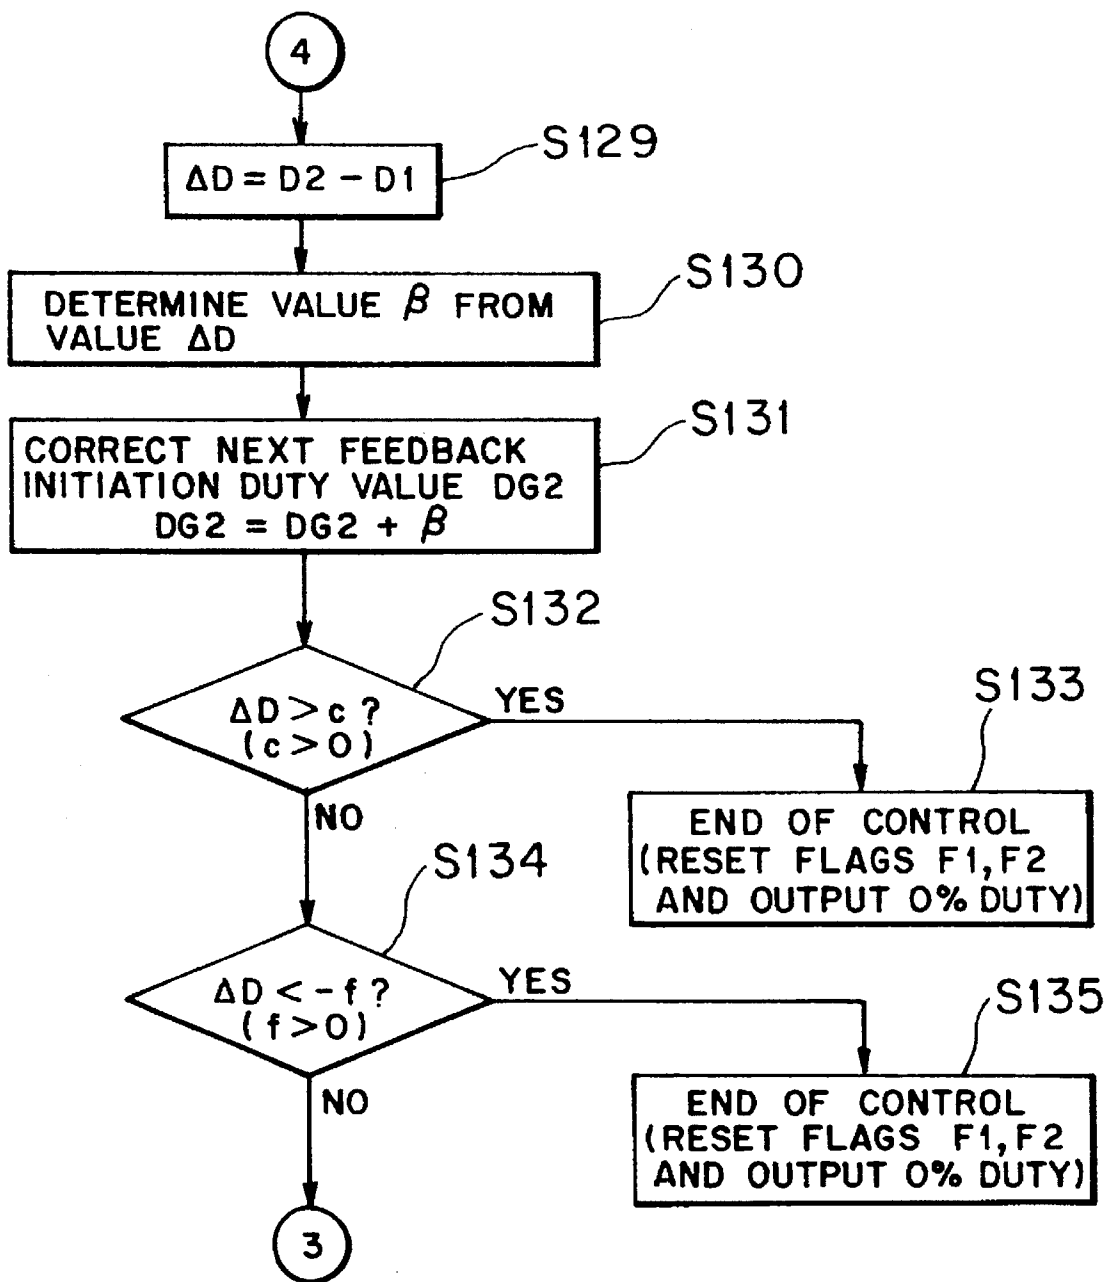 4
S129
ΔD = D2 - D1
S130
DETERMINE VALUE β FROM
VALUE ΔD
S131
CORRECT NEXT FEEDBACK
INITIATION DUTY VALUE DG2
DG2 = DG2 + β
S132
ΔD > c ?
(c > 0)
YES
NO
S133
END OF CONTROL
(RESET FLAGS F1, F2
AND OUTPUT 0% DUTY)
S134
ΔD < -f ?
(f > 0)
YES
NO
S135
END OF CONTROL
(RESET FLAGS F1, F2
AND OUTPUT 0% DUTY)
3